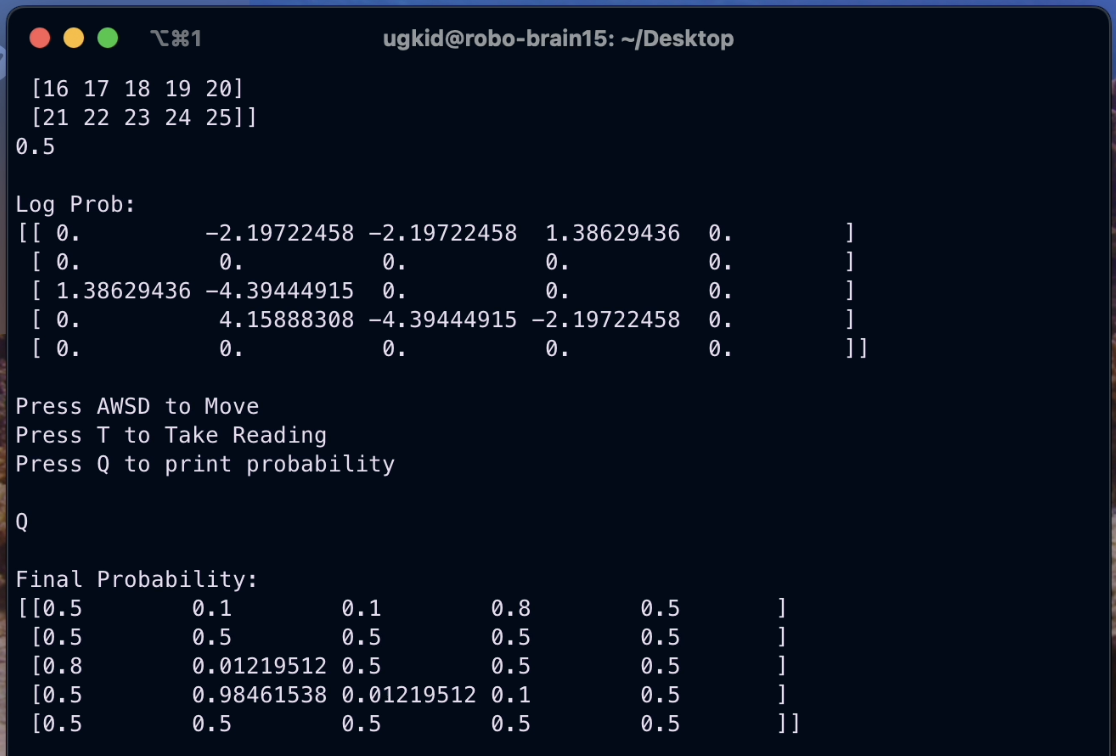 ⌥⌘1 ugkid@robo-brain15: ~/Desktop
[16 17 18 19 20]
[21 22 23 24 25]]
0.5
Log Prob:
[[ 0. -2.19722458 -2.19722458 1.38629436 0. ]
[ 0. 0. 0. 0. 0. ]
[ 1.38629436 -4.39444915 0. 0. 0. ]
[ 0. 4.15888308 -4.39444915 -2.19722458 0. ]
[ 0. 0. 0. 0. 0. ]]
Press AWSD to Move
Press T to Take Reading
Press Q to print probability
Q
Final Probability:
[[0.5 0.1 0.1 0.8 0.5 ]
[0.5 0.5 0.5 0.5 0.5 ]
[0.8 0.01219512 0.5 0.5 0.5 ]
[0.5 0.98461538 0.01219512 0.1 0.5 ]
[0.5 0.5 0.5 0.5 0.5 ]]